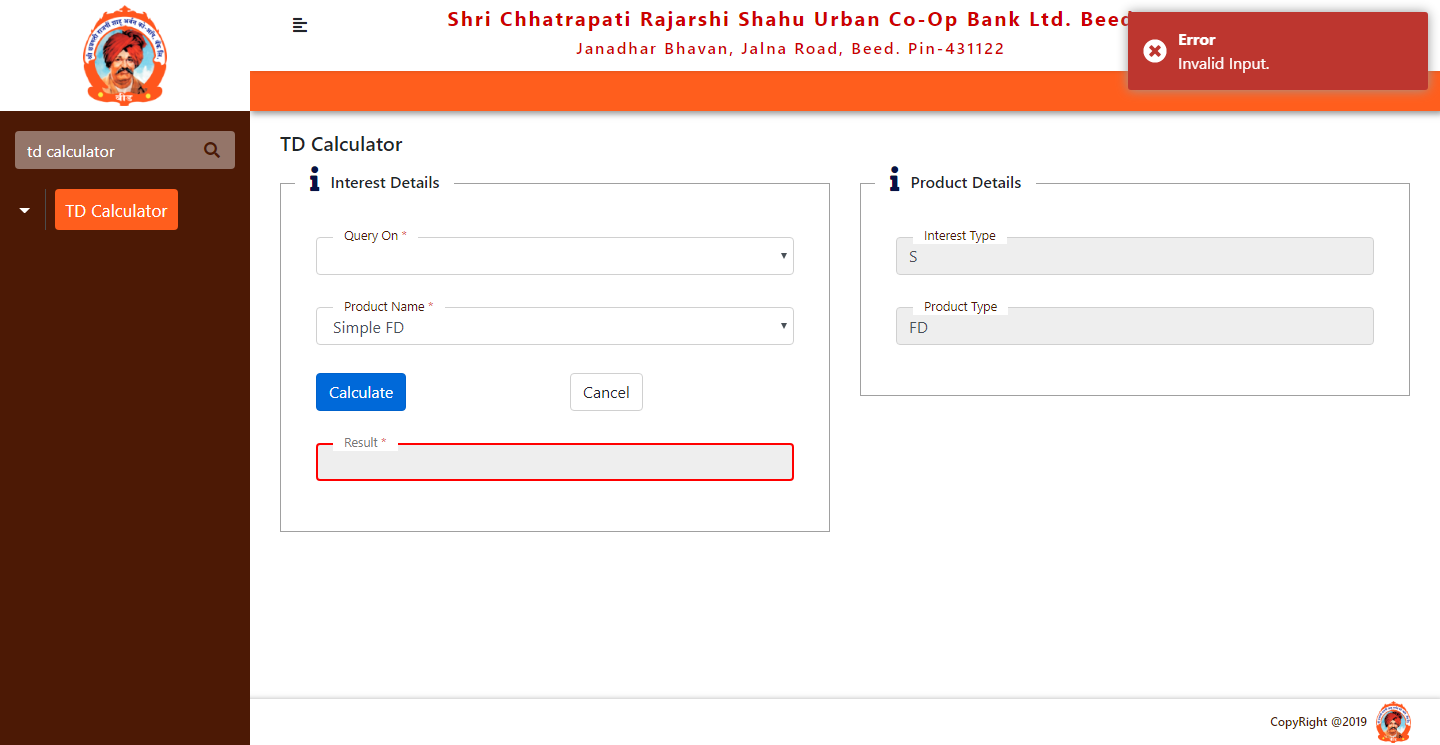 Shri Chhatrapati Rajarshi Shahu Urban Co-Op Bank Ltd. Beed
Janadhar Bhavan, Jalna Road, Beed. Pin-431122
Error
Invalid Input.
td calculator
TD Calculator
TD Calculator
Interest Details
Query On *
Product Name *
Simple FD
Calculate
Cancel
Result *
Product Details
Interest Type
S
Product Type
FD
CopyRight @2019
बीड